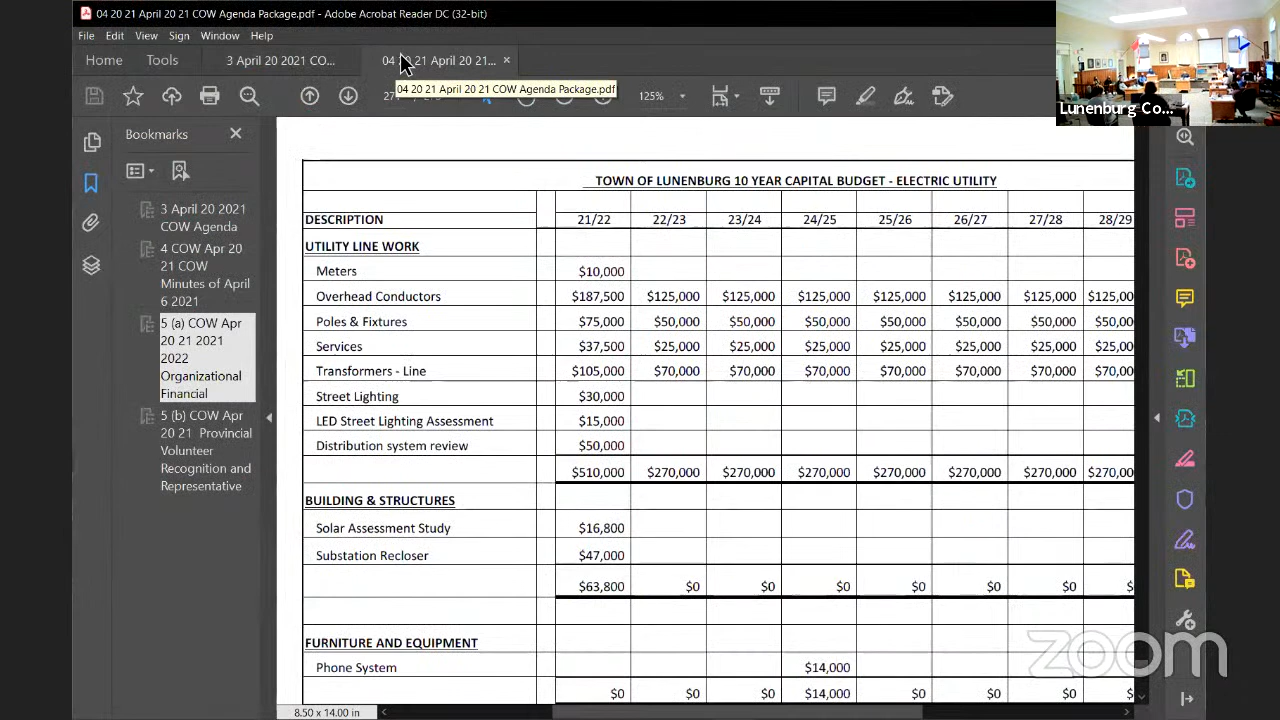 04 20 21 April 20 21 COW Agenda Package.pdf - Adobe Acrobat Reader DC (32-bit)
File Edit View Sign Window Help
Home Tools 3 April 20 2021 CO... 04 20 21 April 20 21... ×
04 20 21 April 20 21 COW Agenda Package.pdf
125%
Lunenburg Co...
Bookmarks
3 April 20 2021
COW Agenda
4 COW Apr 20
21 COW
Minutes of April
6 2021
5 (a) COW Apr
20 21 2021
2022
Organizational
Financial
5 (b) COW Apr
20 21 Provincial
Volunteer
Recognition and
Representative
TOWN OF LUNENBURG 10 YEAR CAPITAL BUDGET - ELECTRIC UTILITY
DESCRIPTION 21/22 22/23 23/24 24/25 25/26 26/27 27/28 28/29
UTILITY LINE WORK
Meters $10,000
Overhead Conductors $187,500 $125,000 $125,000 $125,000 $125,000 $125,000 $125,000 $125,00
Poles & Fixtures $75,000 $50,000 $50,000 $50,000 $50,000 $50,000 $50,000 $50,00
Services $37,500 $25,000 $25,000 $25,000 $25,000 $25,000 $25,000 $25,00
Transformers - Line $105,000 $70,000 $70,000 $70,000 $70,000 $70,000 $70,000 $70,00
Street Lighting $30,000
LED Street Lighting Assessment $15,000
Distribution system review $50,000
$510,000 $270,000 $270,000 $270,000 $270,000 $270,000 $270,000 $270,00
BUILDING & STRUCTURES
Solar Assessment Study $16,800
Substation Recloser $47,000
$63,800 $0 $0 $0 $0 $0 $0 $
FURNITURE AND EQUIPMENT
Phone System $14,000
$0 $0 $0 $14,000 $0 $0 $0 $
zoom
8.50 x 14.00 in